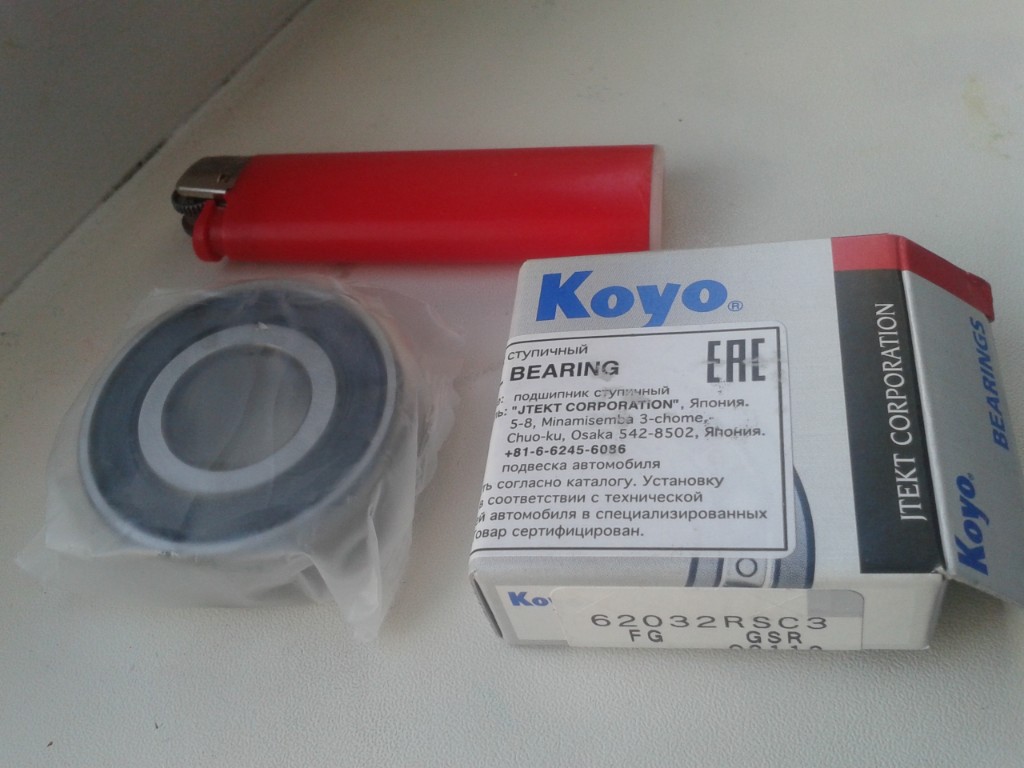 Koyo®
ступичный
BEARING
EAC
подшипник ступичный
"JTEKT CORPORATION", Япония.
5-8, Minamisemba 3-chome,
Chuo-ku, Osaka 542-8502, Япония.
+81-6-6245-6086
подвеска автомобиля
согласно каталогу. Установку
в соответствии с технической
автомобиля в специализированных
сертифицирован.
JTEKT CORPORATION
Koyo® BEARINGS
Ko
62032RSC3
FG GSR